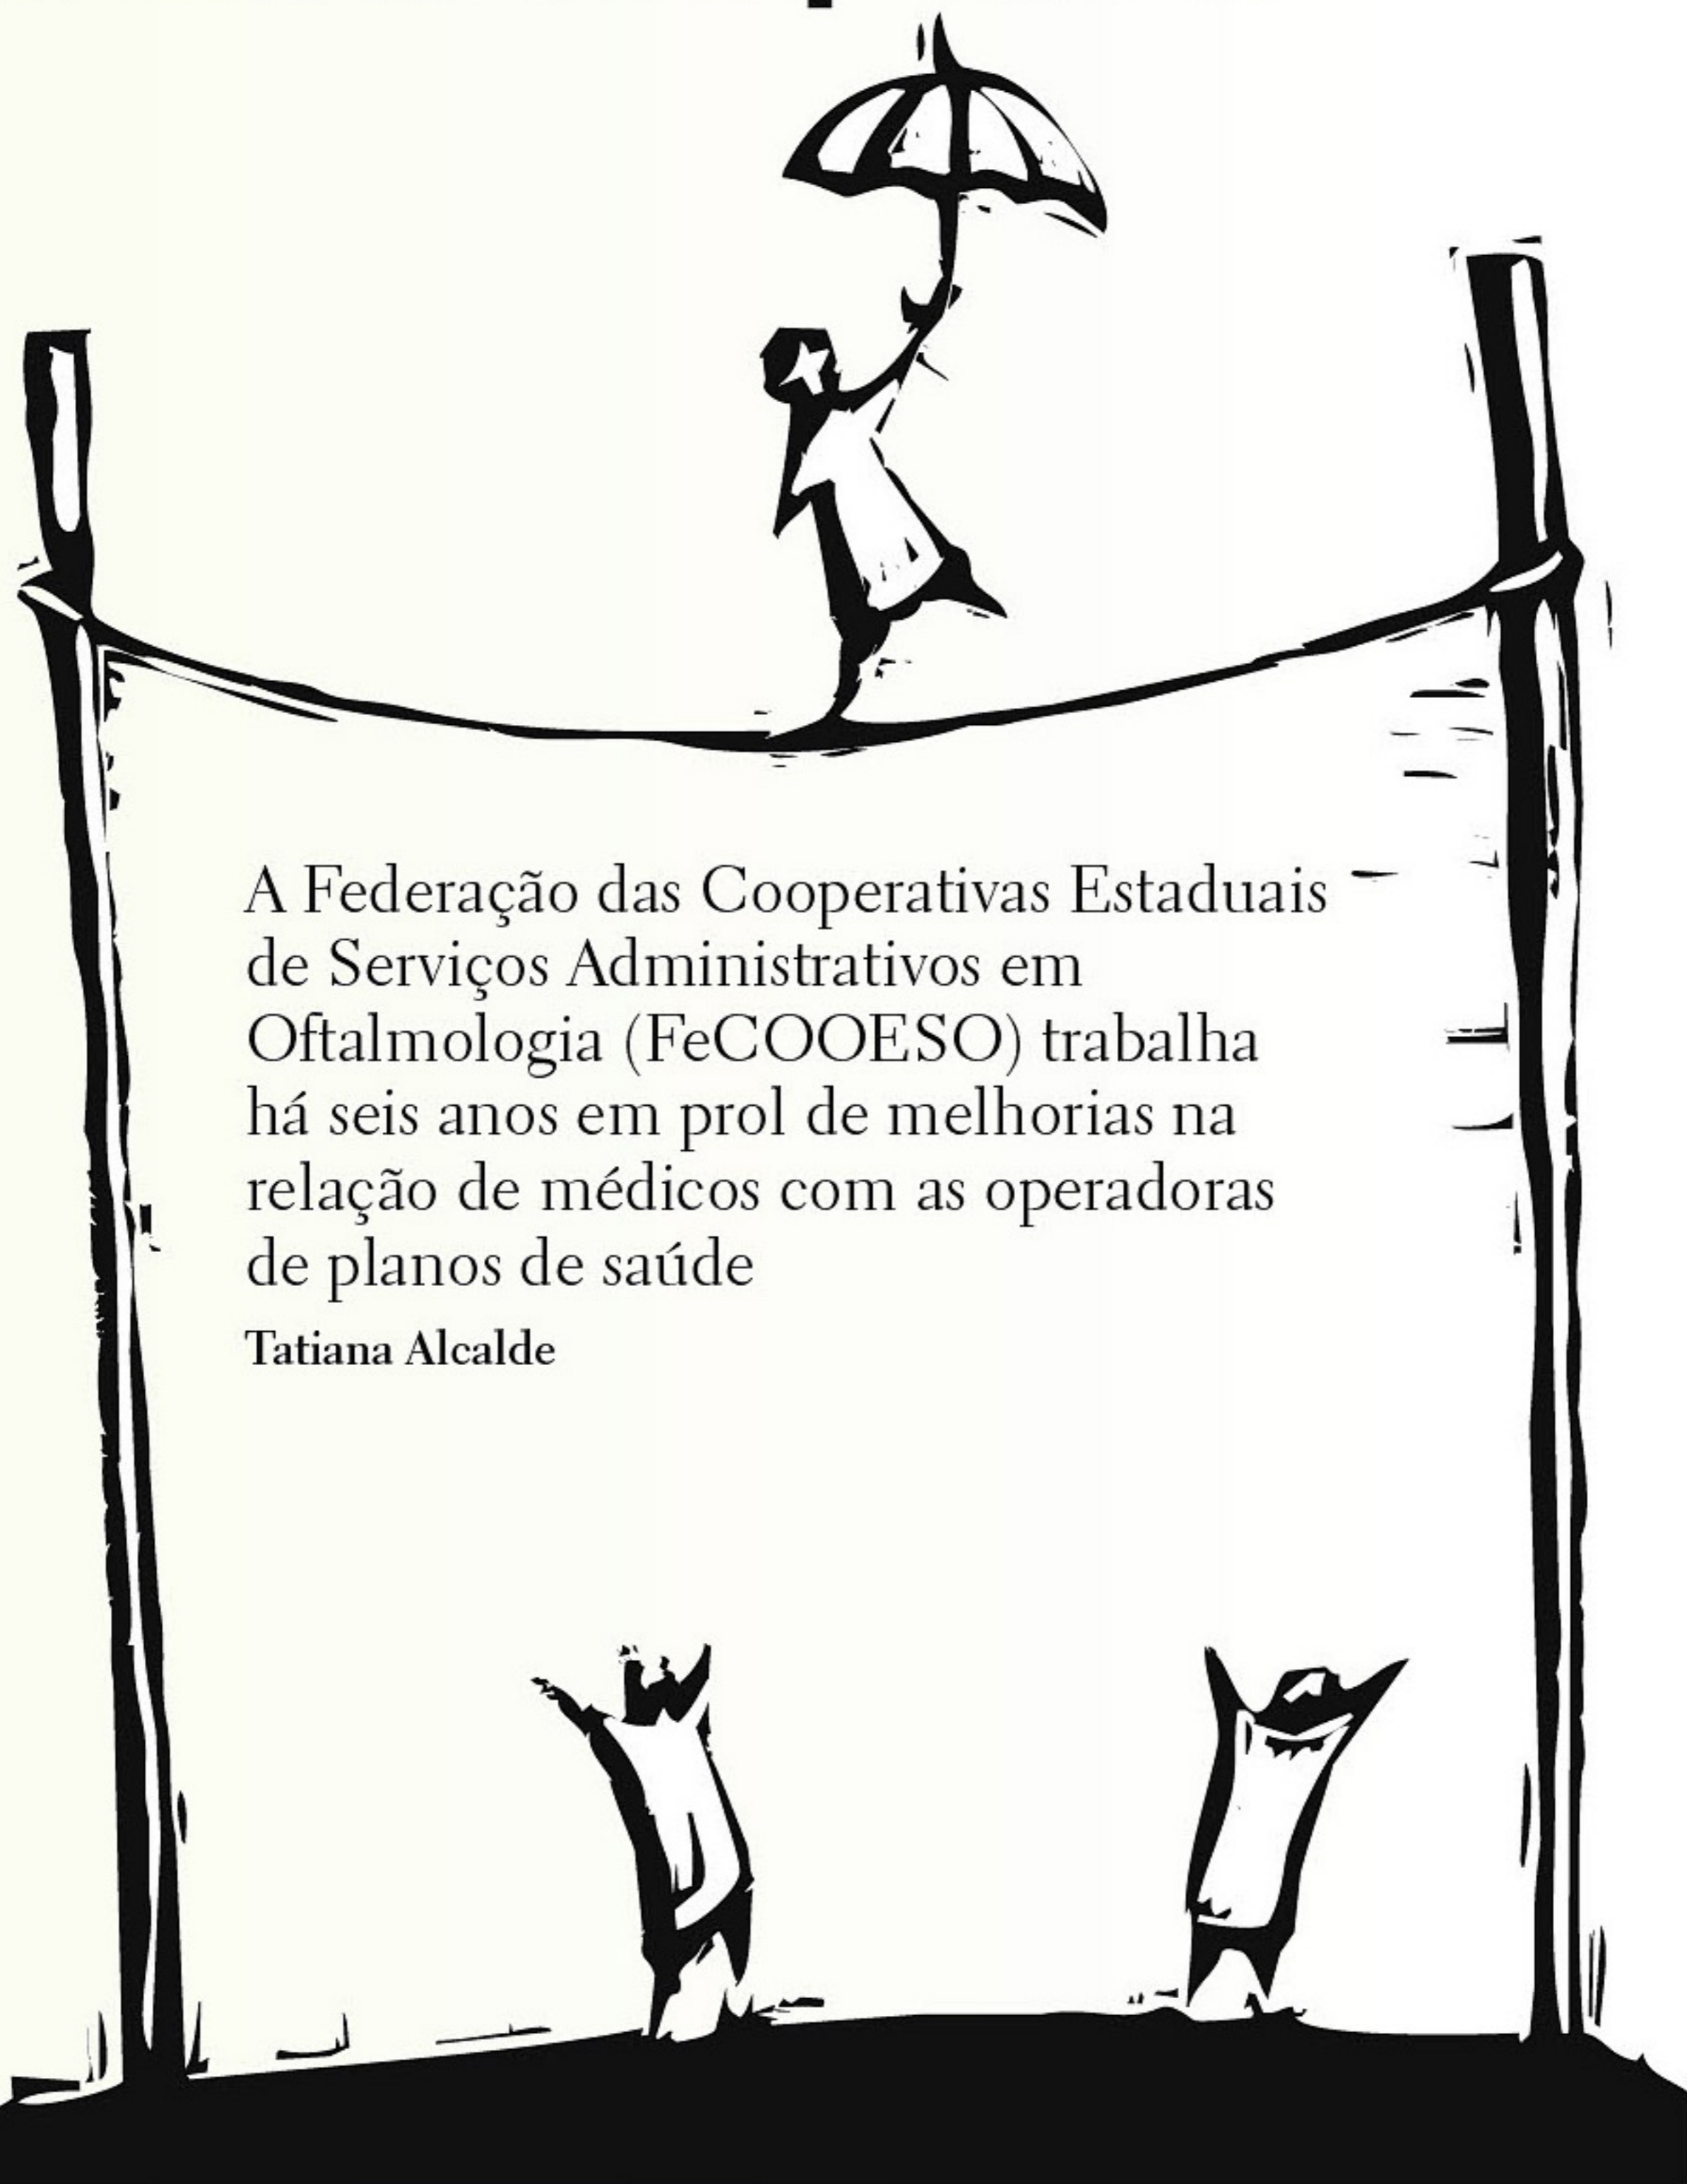 A Federação das Cooperativas Estaduais
de Serviços Administrativos em
Oftalmologia (FeCOOESO) trabalha
há seis anos em prol de melhorias na
relação de médicos com as operadoras
de planos de saúde
Tatiana Alcalde